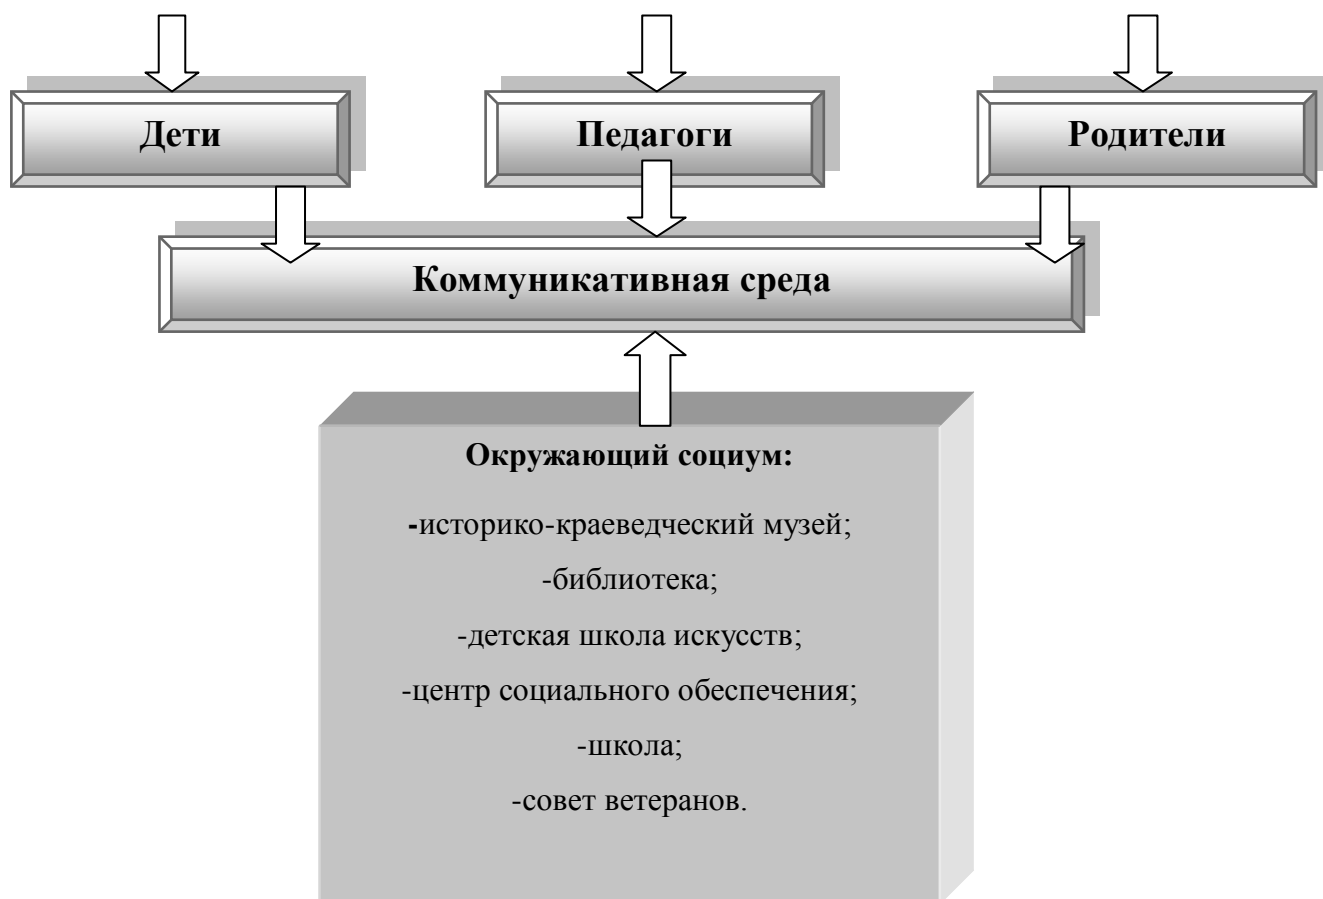 Дети
Педагоги
Родители
Коммуникативная среда
Окружающий социум:
-историко-краеведческий музей;
-библиотека;
-детская школа искусств;
-центр социального обеспечения;
-школа;
-совет ветеранов.